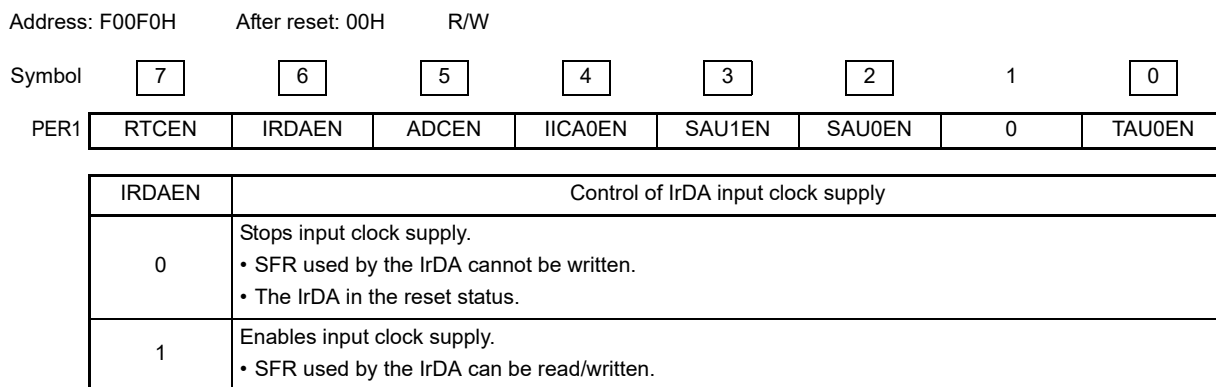 Address: F00F0H After reset: 00H R/W
Symbol 7 6 5 4 3 2 1 0
PER1 RTCEN IRDAEN ADCEN IICA0EN SAU1EN SAU0EN 0 TAU0EN
IRDAEN Control of IrDA input clock supply
0 Stops input clock supply.
• SFR used by the IrDA cannot be written.
• The IrDA in the reset status.
1 Enables input clock supply.
• SFR used by the IrDA can be read/written.